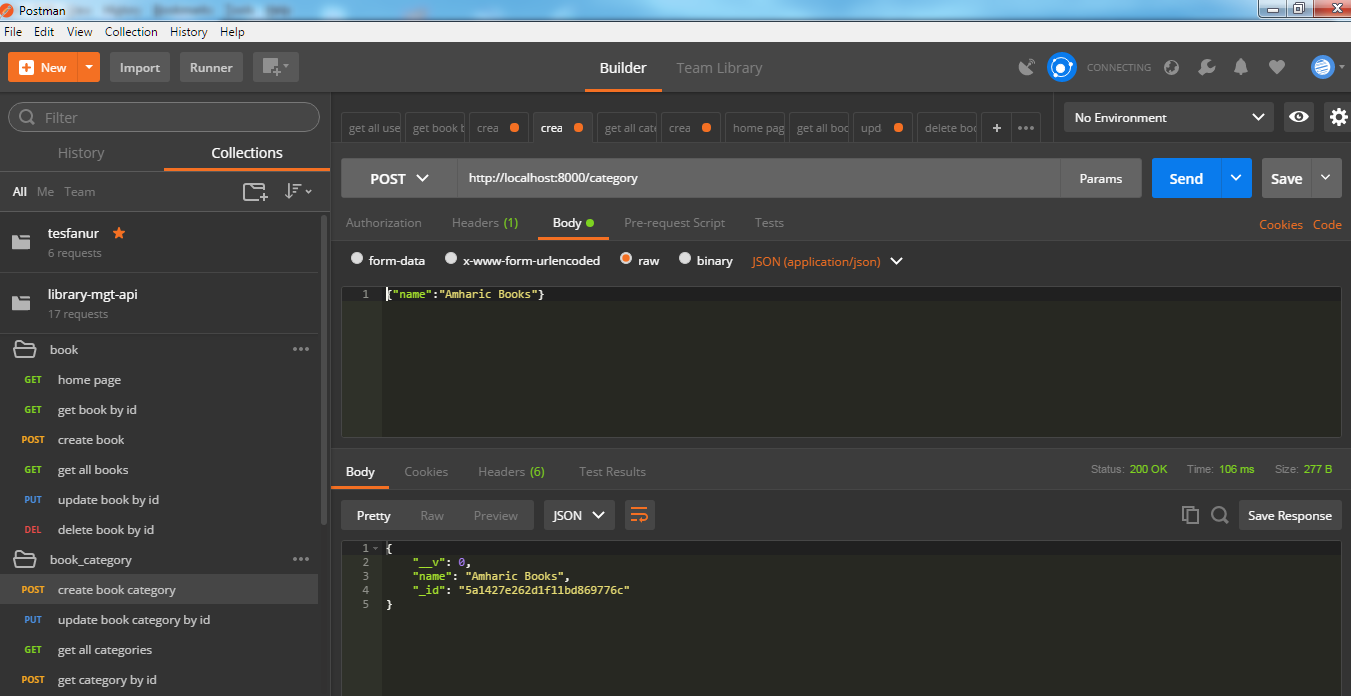 Postman
File Edit View Collection History Help
New Import Runner Builder Team Library CONNECTING
Filter
History Collections
All Me Team
tesfanur
6 requests
library-mgt-api
17 requests
book
GET home page
GET get book by id
POST create book
GET get all books
PUT update book by id
DEL delete book by id
book_category
POST create book category
PUT update book category by id
GET get all categories
POST get category by id
get all use get book b crea crea get all cate crea home pag get all boo upd delete boo
No Environment
POST http://localhost:8000/category Params Send Save
Authorization Headers (1) Body Pre-request Script Tests Cookies Code
form-data x-www-form-urlencoded raw binary JSON (application/json)
1 {"name":"Amharic Books"}
Body Cookies Headers (6) Test Results Status: 200 OK Time: 106 ms Size: 277 B
Pretty Raw Preview JSON Save Response
1 {
2 "__v": 0,
3 "name": "Amharic Books",
4 "_id": "5a1427e262d1f11bd869776c"
5 }